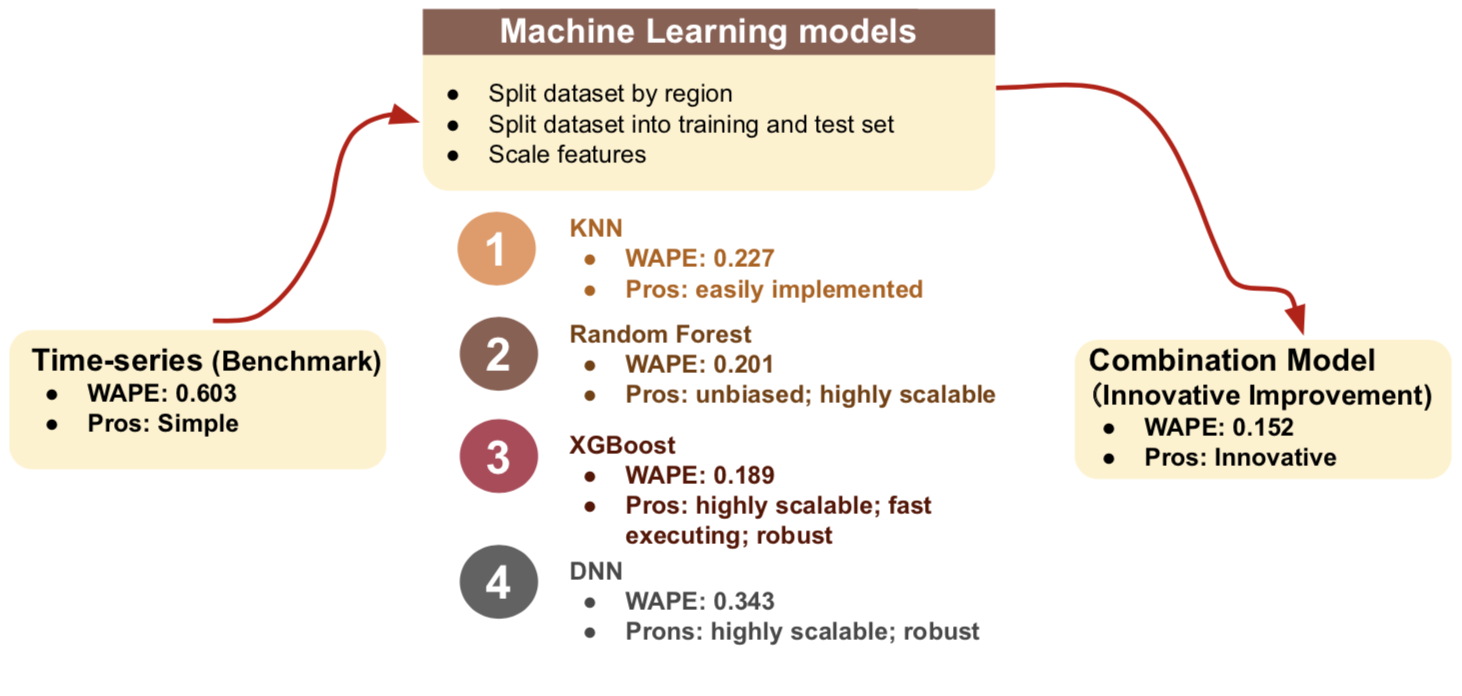 Machine Learning models
● Split dataset by region
● Split dataset into training and test set
● Scale features
1
KNN
● WAPE: 0.227
● Pros: easily implemented
2
Random Forest
● WAPE: 0.201
● Pros: unbiased; highly scalable
3
XGBoost
● WAPE: 0.189
● Pros: highly scalable; fast
executing; robust
4
DNN
● WAPE: 0.343
● Prons: highly scalable; robust
Time-series (Benchmark)
● WAPE: 0.603
● Pros: Simple
Combination Model
（Innovative Improvement)
● WAPE: 0.152
● Pros: Innovative